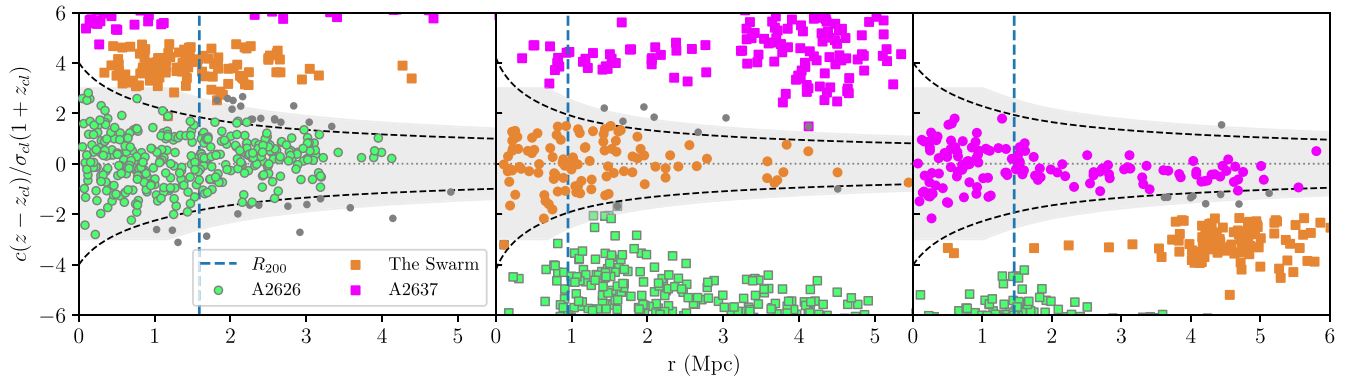 6
4
2
0
−2
−4
−6
c(z − z_cl)/σ_cl(1 + z_cl)
R_200
A2626
The Swarm
A2637
0 1 2 3 4 5 0 1 2 3 4 5 0 1 2 3 4 5 6
r (Mpc)